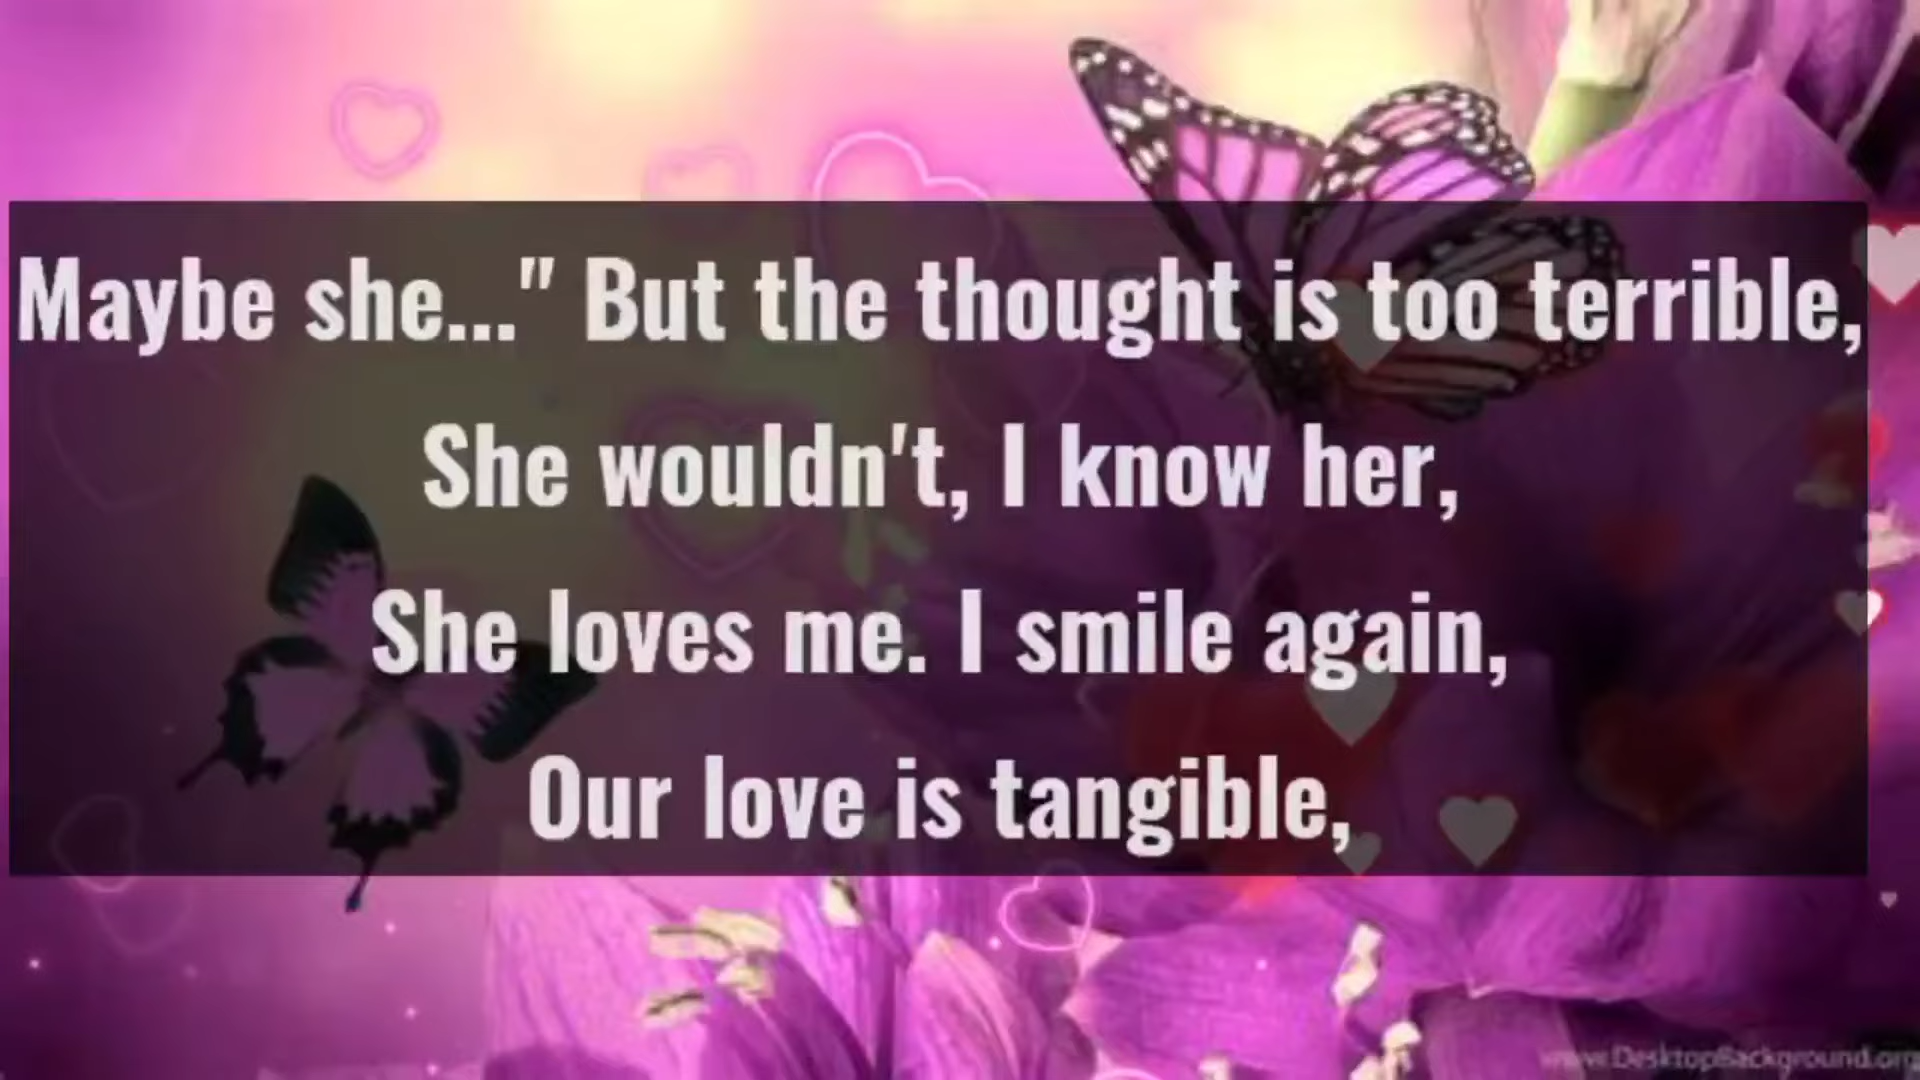 Maybe she..." But the thought is too terrible,
She wouldn't, I know her,
She loves me. I smile again,
Our love is tangible,
www.DesktopBackground.org